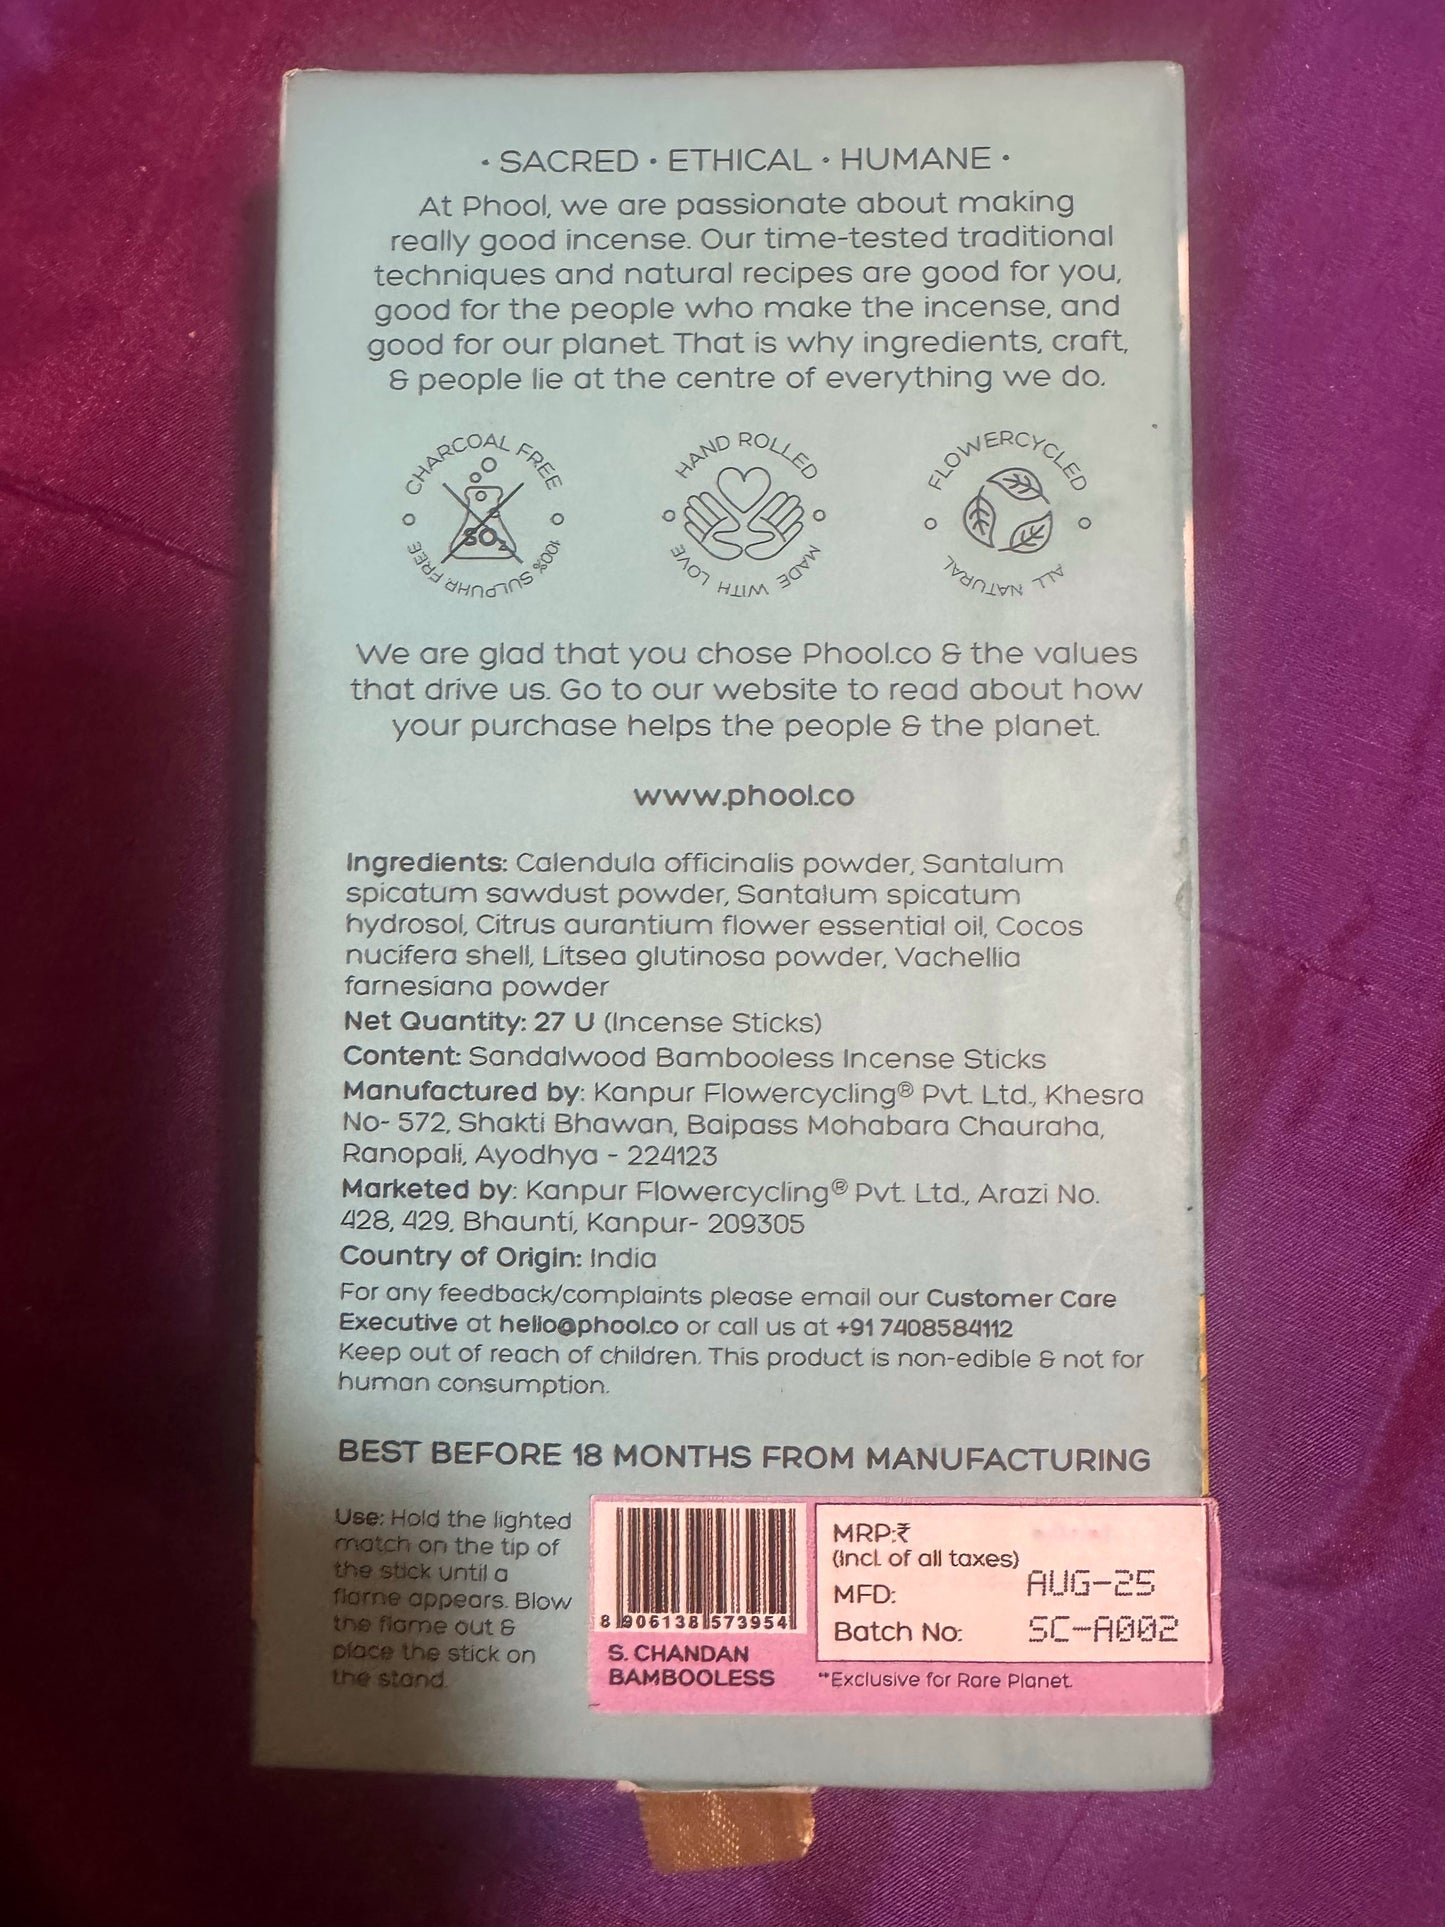 · SACRED · ETHICAL · HUMANE ·
At Phool, we are passionate about making
really good incense. Our time-tested traditional
techniques and natural recipes are good for you,
good for the people who make the incense, and
good for our planet. That is why ingredients, craft,
& people lie at the centre of everything we do.
CHARCOAL FREE
SO₂
100% SULPUHR FREE
HAND ROLLED
MADE WITH LOVE
FLOWERCYCLED
ALL NATURAL
We are glad that you chose Phool.co & the values
that drive us. Go to our website to read about how
your purchase helps the people & the planet.
www.phool.co
Ingredients: Calendula officinalis powder, Santalum
spicatum sawdust powder, Santalum spicatum
hydrosol, Citrus aurantium flower essential oil, Cocos
nucifera shell, Litsea glutinosa powder, Vachellia
farnesiana powder
Net Quantity: 27 U (Incense Sticks)
Content: Sandalwood Bambooless Incense Sticks
Manufactured by: Kanpur Flowercycling® Pvt. Ltd., Khesra
No- 572, Shakti Bhawan, Baipass Mohabara Chauraha,
Ranopali, Ayodhya - 224123
Marketed by: Kanpur Flowercycling® Pvt. Ltd., Arazi No.
428, 429, Bhaunti, Kanpur- 209305
Country of Origin: India
For any feedback/complaints please email our Customer Care
Executive at hello@phool.co or call us at +91 7408584112
Keep out of reach of children. This product is non-edible & not for
human consumption.
BEST BEFORE 18 MONTHS FROM MANUFACTURING
Use: Hold the lighted
match on the tip of
the stick until a
flame appears. Blow
the flame out &
place the stick on
the stand.
8 906138 573954
S. CHANDAN
BAMBOOLESS
MRP:₹
(Incl. of all taxes)
MFD: AUG-25
Batch No: SC-A002
**Exclusive for Rare Planet.